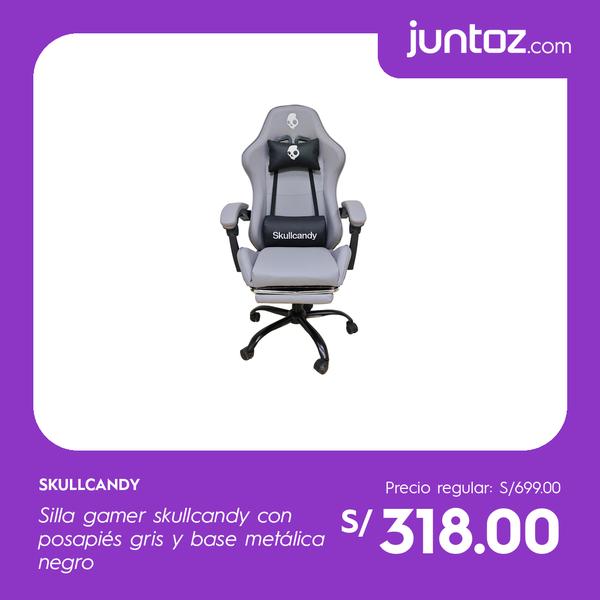 juntoz.com
Skullcandy
SKULLCANDY
Silla gamer skullcandy con
posapiés gris y base metálica
negro
Precio regular: S/699.00
S/ 318.00